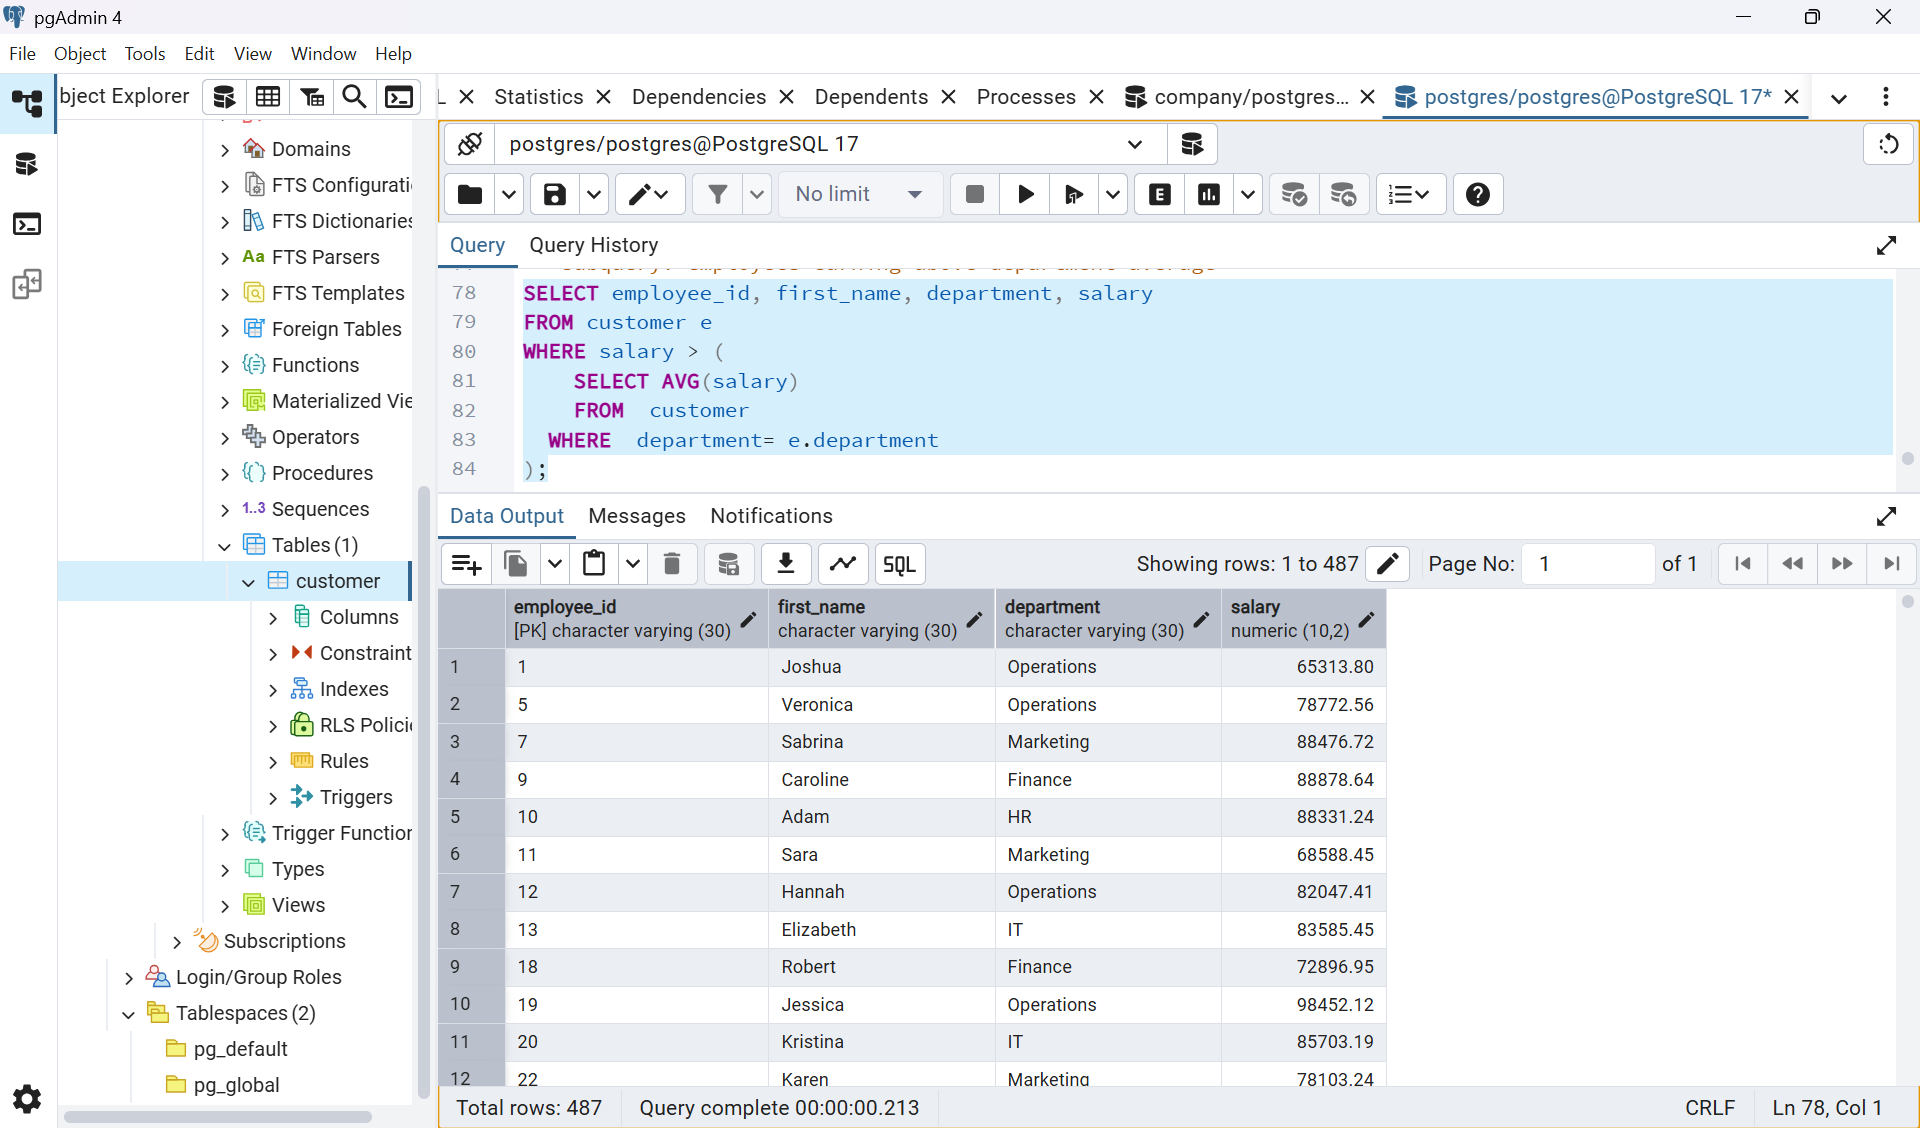 pgAdmin 4
File Object Tools Edit View Window Help
bject Explorer
L Statistics Dependencies Dependents Processes company/postgres... postgres/postgres@PostgreSQL 17*
postgres/postgres@PostgreSQL 17
No limit
E
Query Query History
78 SELECT employee_id, first_name, department, salary
79 FROM customer e
80 WHERE salary > (
81 SELECT AVG(salary)
82 FROM customer
83 WHERE department= e.department
84 );
Domains
FTS Configurati
FTS Dictionaries
Aa FTS Parsers
FTS Templates
Foreign Tables
Functions
Materialized Vie
Operators
Procedures
1..3 Sequences
Tables (1)
customer
Columns
Constraint
Indexes
RLS Polici
Rules
Triggers
Trigger Function
Types
Views
Subscriptions
Login/Group Roles
Tablespaces (2)
pg_default
pg_global
Data Output Messages Notifications
SQL Showing rows: 1 to 487 Page No: 1 of 1
employee_id first_name department salary
[PK] character varying (30) character varying (30) character varying (30) numeric (10,2)
1 1 Joshua Operations 65313.80
2 5 Veronica Operations 78772.56
3 7 Sabrina Marketing 88476.72
4 9 Caroline Finance 88878.64
5 10 Adam HR 88331.24
6 11 Sara Marketing 68588.45
7 12 Hannah Operations 82047.41
8 13 Elizabeth IT 83585.45
9 18 Robert Finance 72896.95
10 19 Jessica Operations 98452.12
11 20 Kristina IT 85703.19
12 22 Karen Marketing 78103.24
Total rows: 487 Query complete 00:00:00.213 CRLF Ln 78, Col 1